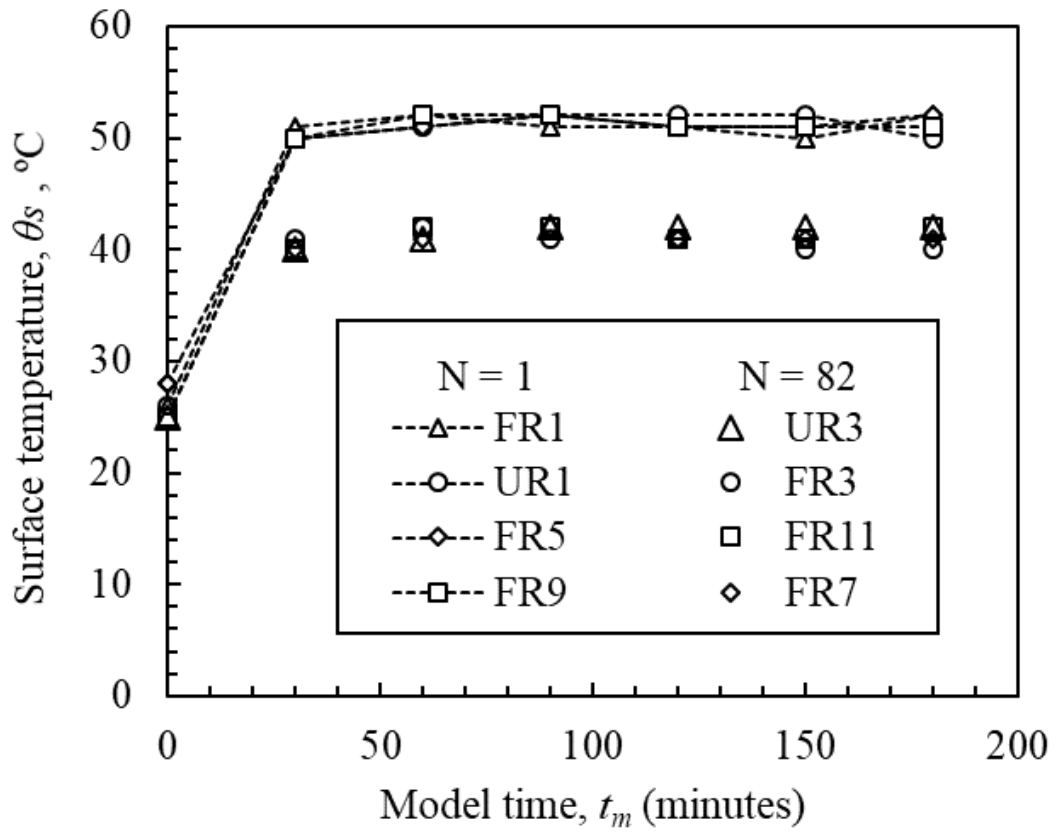 60
50
40
30
20
10
0
Surface temperature, θs , ºC
N = 1 N = 82
FR1 UR3
UR1 FR3
FR5 FR11
FR9 FR7
0 50 100 150 200
Model time, tm (minutes)